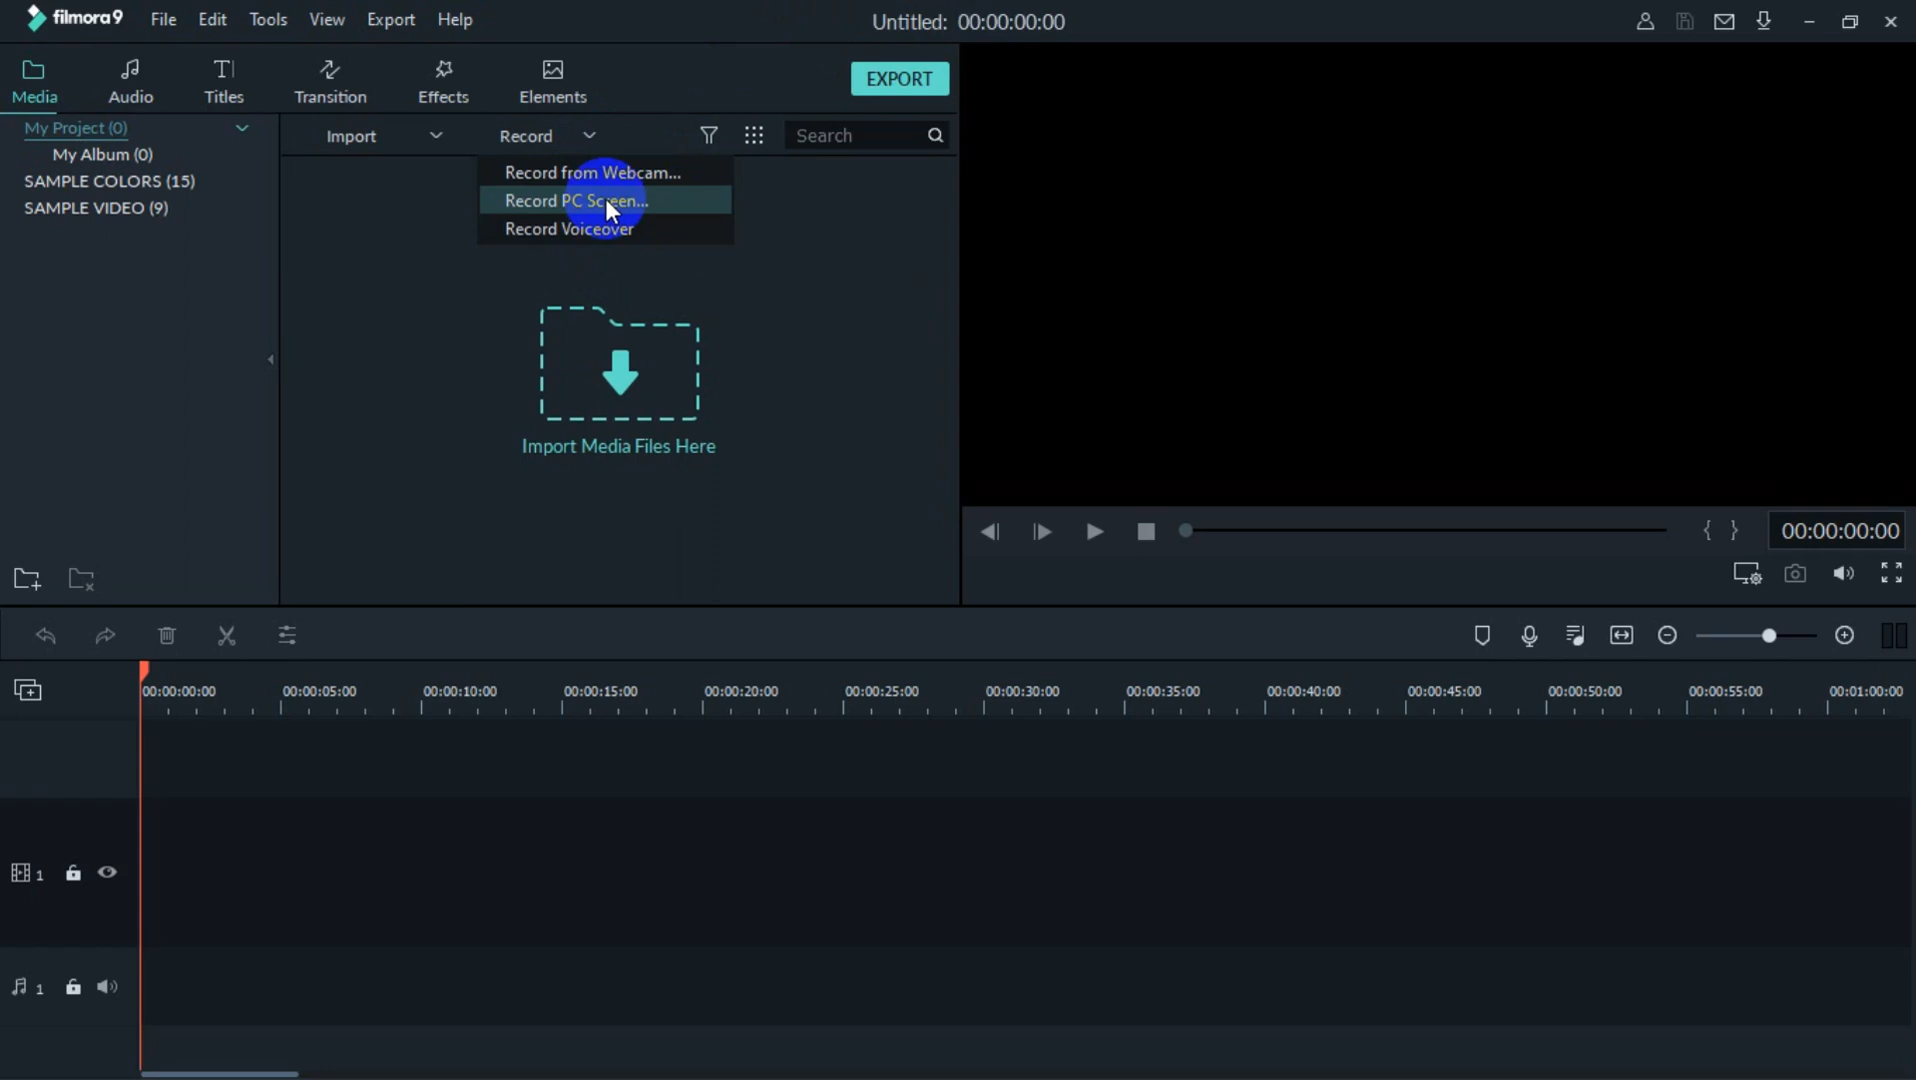 filmora9 File Edit Tools View Export Help Untitled: 00:00:00:00
Media Audio Titles Transition Effects Elements EXPORT
My Project (0)
My Album (0)
SAMPLE COLORS (15)
SAMPLE VIDEO (9)
Import Record Search
Record from Webcam...
Record PC Screen...
Record Voiceover
Import Media Files Here
{ } 00:00:00:00
00:00:00:00 00:00:05:00 00:00:10:00 00:00:15:00 00:00:20:00 00:00:25:00 00:00:30:00 00:00:35:00 00:00:40:00 00:00:45:00 00:00:50:00 00:00:55:00 00:01:00:00
1
1